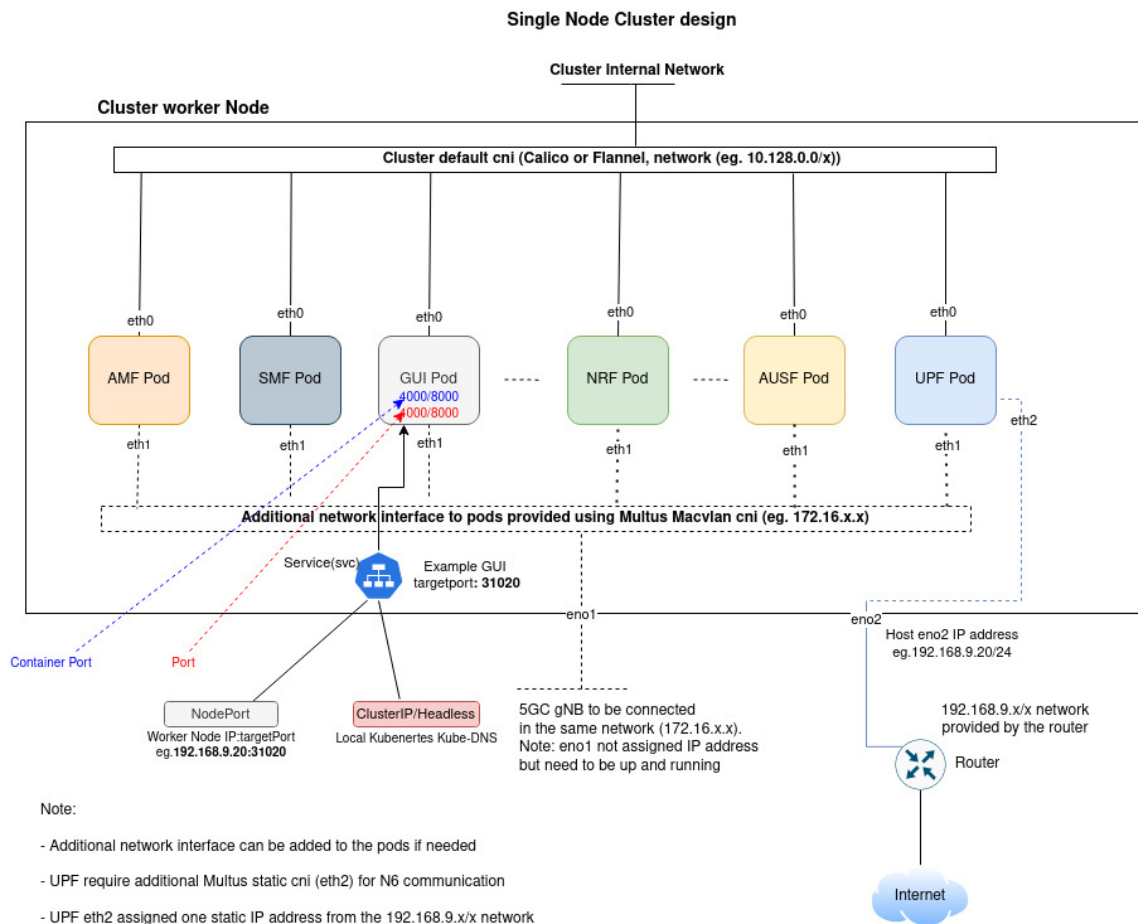 Single Node Cluster design
Cluster Internal Network
Cluster worker Node
Cluster default cni (Calico or Flannel, network (eg. 10.128.0.0/x))
eth0
eth0
eth0
eth0
eth0
eth0
AMF Pod
SMF Pod
GUI Pod
4000/8000
4000/8000
NRF Pod
AUSF Pod
UPF Pod
eth2
eth1
eth1
eth1
eth1
eth1
eth1
Additional network interface to pods provided using Multus Macvlan cni (eg. 172.16.x.x)
Service(svc)
Example GUI
targetport: 31020
eno1
eno2
Host eno2 IP address
eg.192.168.9.20/24
Container Port
Port
NodePort
Worker Node IP:targetPort
eg.192.168.9.20:31020
ClusterIP/Headless
Local Kubenertes Kube-DNS
5GC gNB to be connected
in the same network (172.16.x.x).
Note: eno1 not assigned IP address
but need to be up and running
192.168.9.x/x network
provided by the router
Router
Internet
Note:
- Additional network interface can be added to the pods if needed
- UPF require additional Multus static cni (eth2) for N6 communication
- UPF eth2 assigned one static IP address from the 192.168.9.x/x network